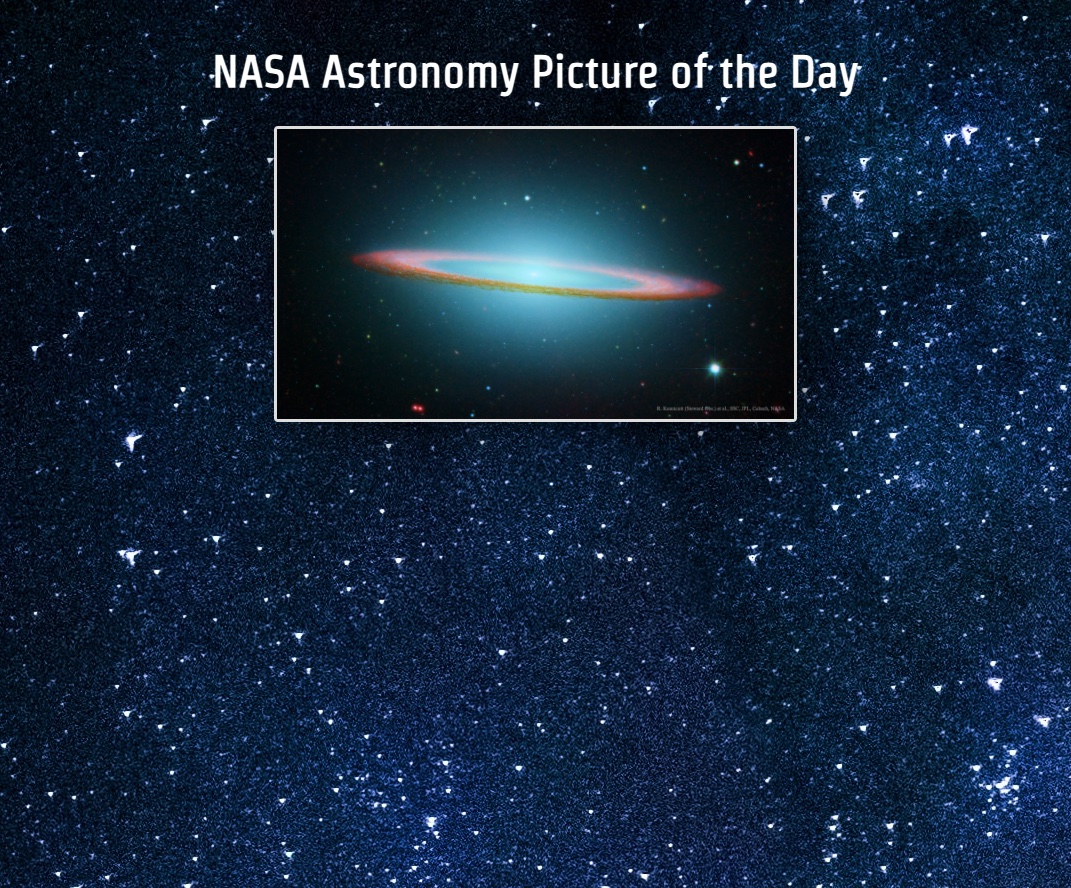 NASA Astronomy Picture of the Day
R. Kennicutt (Steward Obs.) et al., SSC, JPL, Caltech, NASA